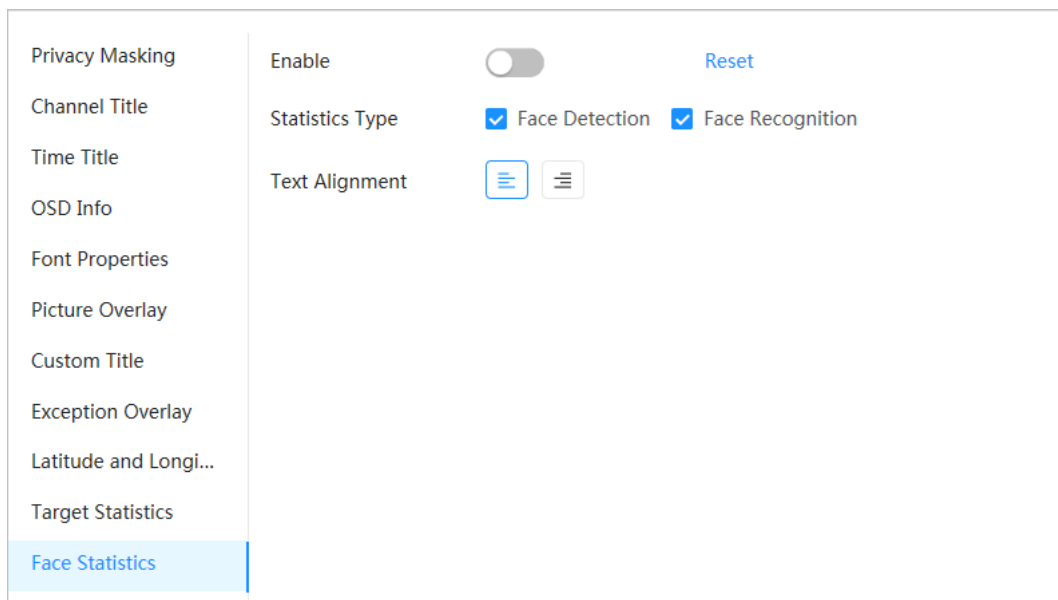 Privacy Masking
Channel Title
Time Title
OSD Info
Font Properties
Picture Overlay
Custom Title
Exception Overlay
Latitude and Longi...
Target Statistics
Face Statistics
Enable Reset
Statistics Type Face Detection Face Recognition
Text Alignment